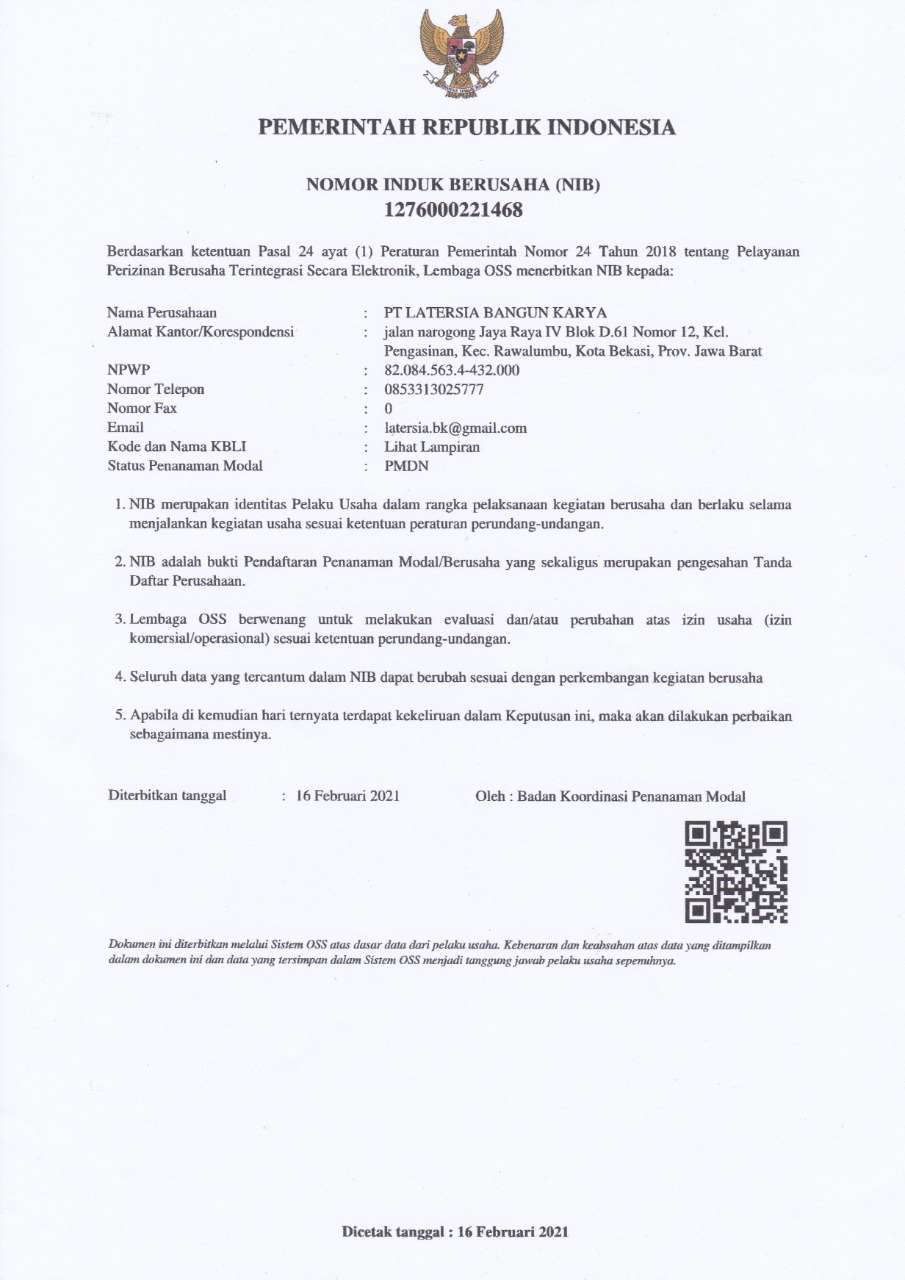 PEMERINTAH REPUBLIK INDONESIA
NOMOR INDUK BERUSAHA (NIB)
1276000221468
Berdasarkan ketentuan Pasal 24 ayat (1) Peraturan Pemerintah Nomor 24 Tahun 2018 tentang Pelayanan
Perizinan Berusaha Terintegrasi Secara Elektronik, Lembaga OSS menerbitkan NIB kepada:
Nama Perusahaan : PT LATERSIA BANGUN KARYA
Alamat Kantor/Korespondensi : jalan narogong Jaya Raya IV Blok D.61 Nomor 12, Kel.
Pengasinan, Kec. Rawalumbu, Kota Bekasi, Prov. Jawa Barat
NPWP : 82.084.563.4-432.000
Nomor Telepon : 0853313025777
Nomor Fax : 0
Email : latersia.bk@gmail.com
Kode dan Nama KBLI : Lihat Lampiran
Status Penanaman Modal : PMDN
1. NIB merupakan identitas Pelaku Usaha dalam rangka pelaksanaan kegiatan berusaha dan berlaku selama
menjalankan kegiatan usaha sesuai ketentuan peraturan perundang-undangan.
2. NIB adalah bukti Pendaftaran Penanaman Modal/Berusaha yang sekaligus merupakan pengesahan Tanda
Daftar Perusahaan.
3. Lembaga OSS berwenang untuk melakukan evaluasi dan/atau perubahan atas izin usaha (izin
komersial/operasional) sesuai ketentuan perundang-undangan.
4. Seluruh data yang tercantum dalam NIB dapat berubah sesuai dengan perkembangan kegiatan berusaha
5. Apabila di kemudian hari ternyata terdapat kekeliruan dalam Keputusan ini, maka akan dilakukan perbaikan
sebagaimana mestinya.
Diterbitkan tanggal : 16 Februari 2021 Oleh : Badan Koordinasi Penanaman Modal
Dokumen ini diterbitkan melalui Sistem OSS atas dasar data dari pelaku usaha. Kebenaran dan keabsahan atas data yang ditampilkan
dalam dokumen ini dan data yang tersimpan dalam Sistem OSS menjadi tanggung jawab pelaku usaha sepenuhnya.
Dicetak tanggal : 16 Februari 2021